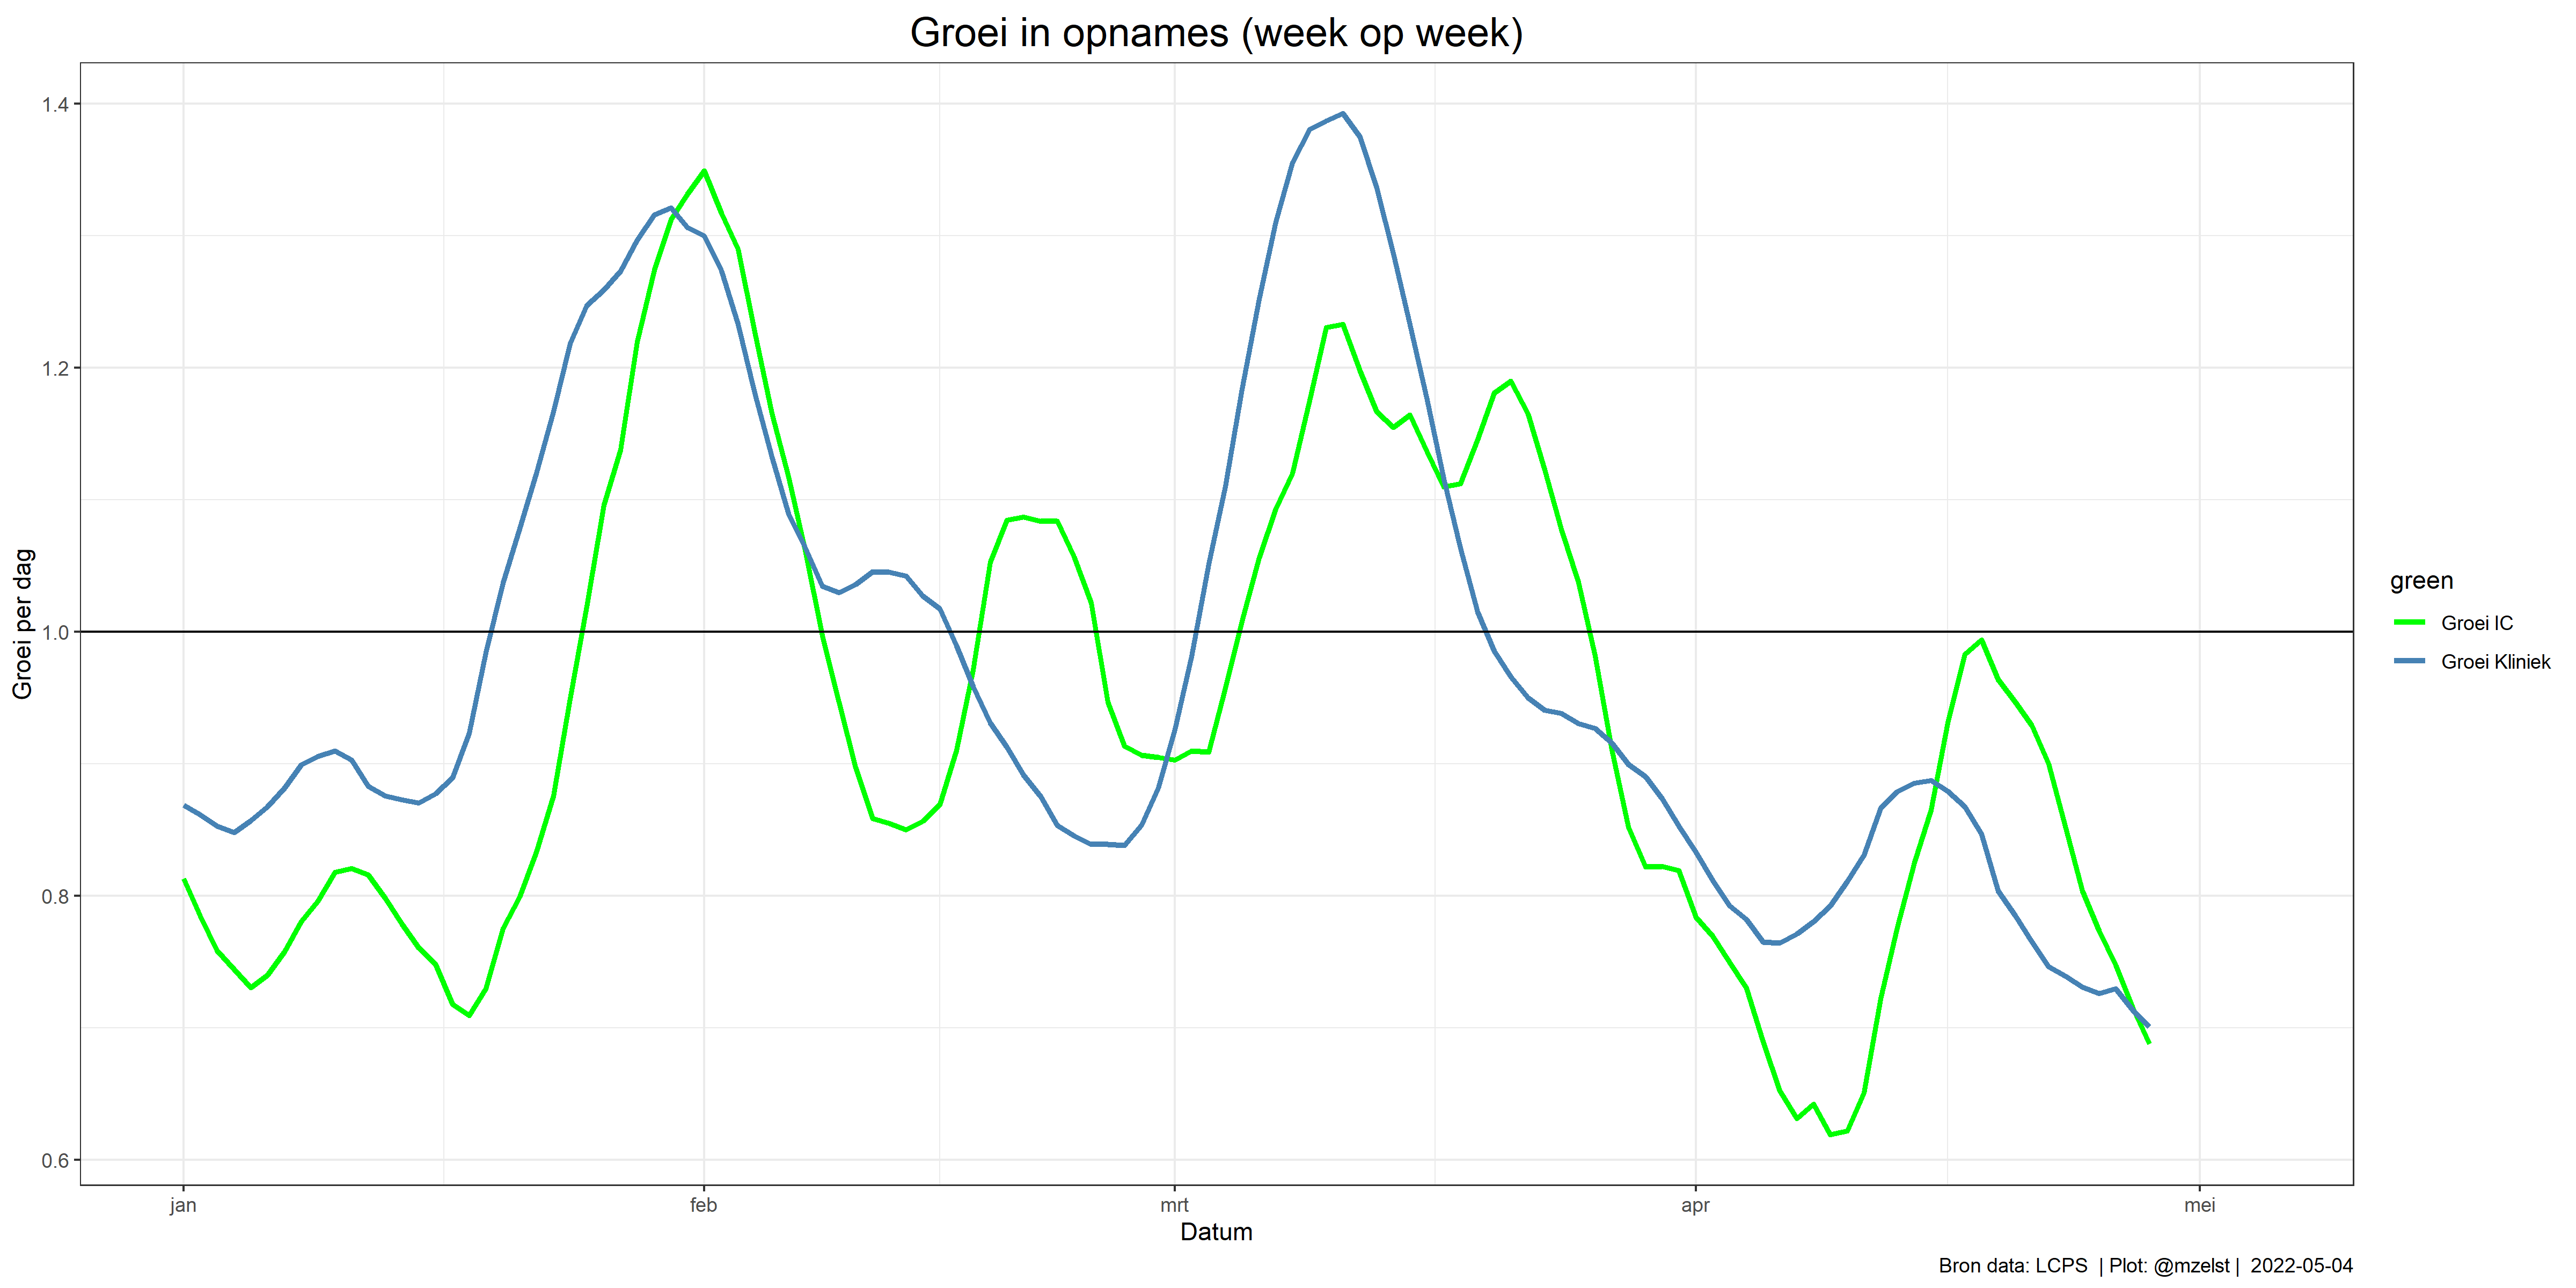 Groei in opnames (week op week)
Groei per dag
1.4
1.2
1.0
0.8
0.6
jan feb mrt apr mei
Datum
green
Groei IC
Groei Kliniek
Bron data: LCPS | Plot: @mzelst | 2022-05-04